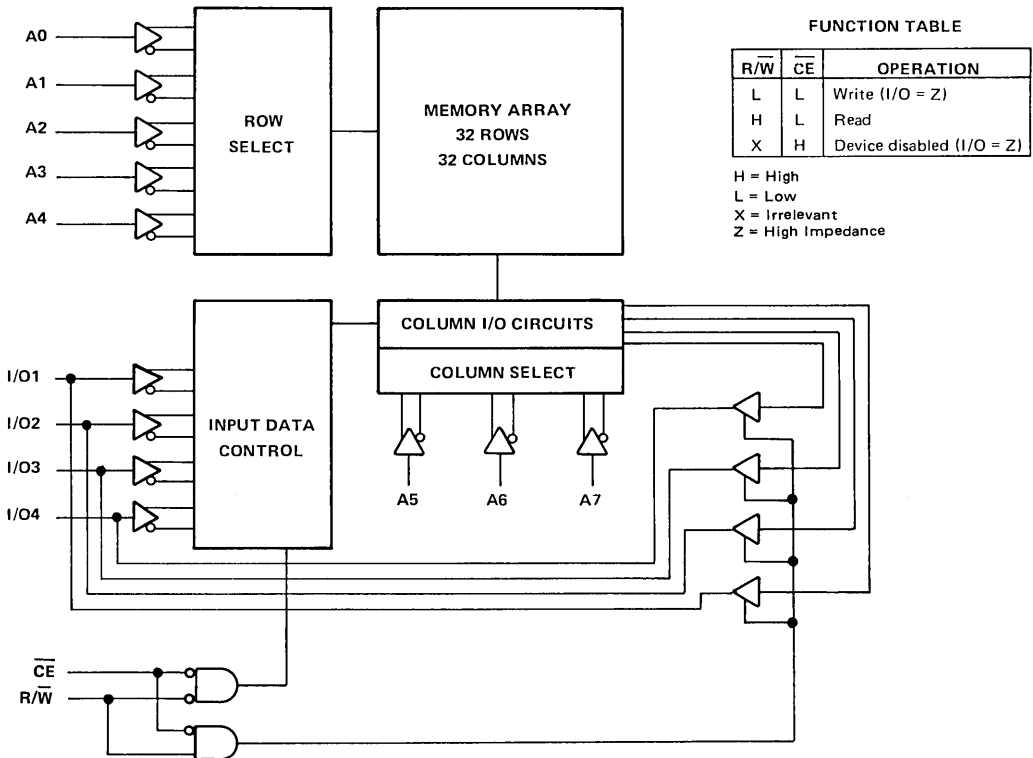 A0
A1
A2
A3
A4
ROW
SELECT
MEMORY ARRAY
32 ROWS
32 COLUMNS
FUNCTION TABLE
R/W̅ C̅E̅ OPERATION
L L Write (I/O = Z)
H L Read
X H Device disabled (I/O = Z)
H = High
L = Low
X = Irrelevant
Z = High Impedance
I/O1
I/O2
I/O3
I/O4
INPUT DATA
CONTROL
COLUMN I/O CIRCUITS
COLUMN SELECT
A5 A6 A7
C̅E̅
R/W̅